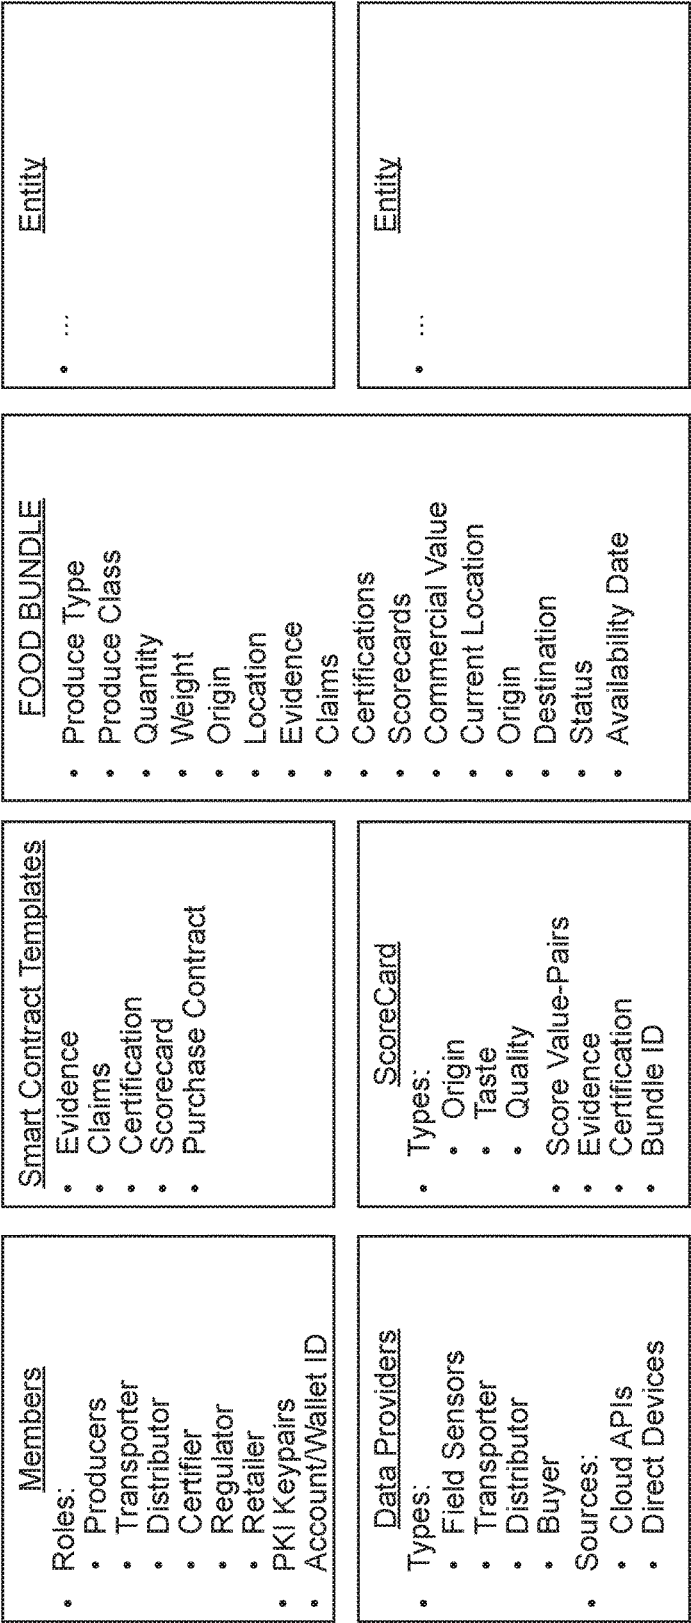 Members
• Roles:
• Producers
• Transporter
• Distributor
• Certifier
• Regulator
• Retailer
• PKI Keypairs
• Account/Wallet ID
Smart Contract Templates
• Evidence
• Claims
• Certification
• Scorecard
• Purchase Contract
FOOD BUNDLE
• Produce Type
• Produce Class
• Quantity
• Weight
• Origin
• Location
• Evidence
• Claims
• Certifications
• Scorecards
• Commercial Value
• Current Location
• Origin
• Destination
• Status
• Availability Date
Entity
• ...
Data Providers
• Types:
• Field Sensors
• Transporter
• Distributor
• Buyer
• Sources:
• Cloud APIs
• Direct Devices
ScoreCard
• Types:
• Origin
• Taste
• Quality
• Score Value-Pairs
• Evidence
• Certification
• Bundle ID
Entity
• ...